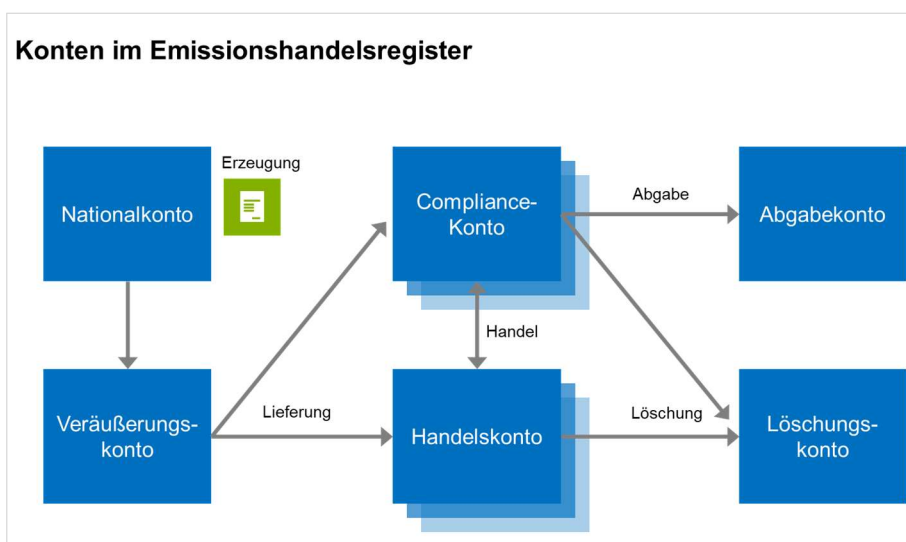 Konten im Emissionshandelsregister
Erzeugung
Nationalkonto
Compliance-
Konto
Abgabe
Abgabekonto
Handel
Veräußerungs-
konto
Lieferung
Handelskonto
Löschung
Löschungs-
konto